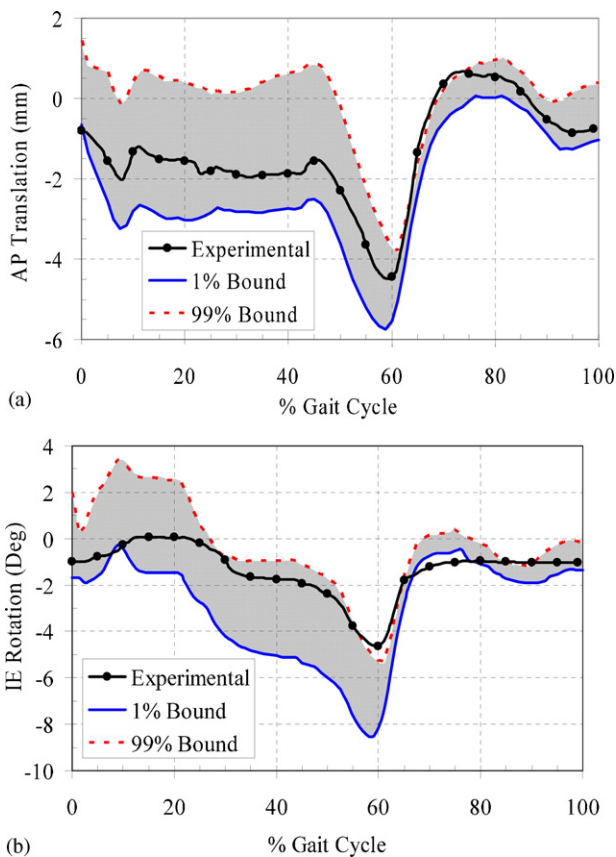 2
0
-2
-4
-6
AP Translation (mm)
Experimental
1% Bound
99% Bound
0 20 40 60 80 100
% Gait Cycle
(a)
4
2
0
-2
-4
-6
-8
-10
IE Rotation (Deg)
Experimental
1% Bound
99% Bound
0 20 40 60 80 100
% Gait Cycle
(b)